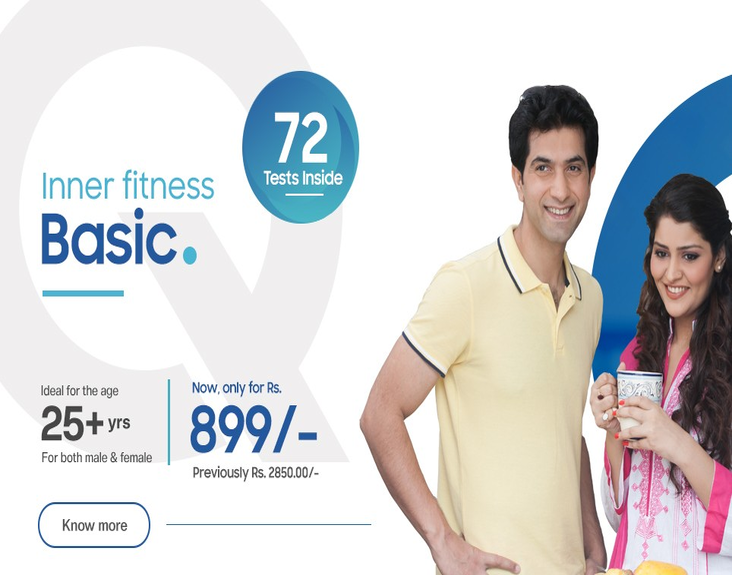 72
Tests Inside
Inner fitness
Basic.
Ideal for the age
25+ yrs
For both male & female
Now, only for Rs.
899/-
Previously Rs. 2850.00/-
Know more